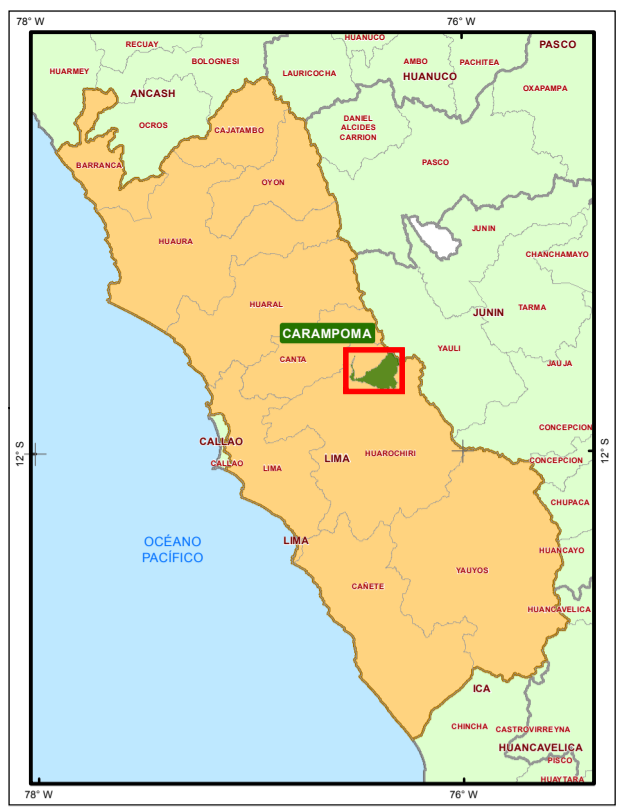 78° W
76° W
HUANUCO
RECUAY
PASCO
BOLOGNESI
AMBO
PACHITEA
HUARMEY
LAURICOCHA
HUANUCO
OXAPAMPA
ANCASH
DANIEL
ALCIDES
CARRION
OCROS
CAJATAMBO
PASCO
BARRANCA
OYON
JUNIN
HUAURA
CHANCHAMAYO
HUARAL
TARMA
JUNIN
CARAMPOMA
YAULI
CANTA
JAUJA
CONCEPCION
CALLAO
12° S
12° S
HUAROCHIRI
LIMA
CONCEPCION
CALLAO
LIMA
CHUPACA
LIMA
OCÉANO
PACÍFICO
HUANCAYO
YAUYOS
CAÑETE
HUANCAVELICA
ICA
CHINCHA
CASTROVIRREYNA
HUANCAVELICA
PISCO
HUAYTARA
78° W
76° W